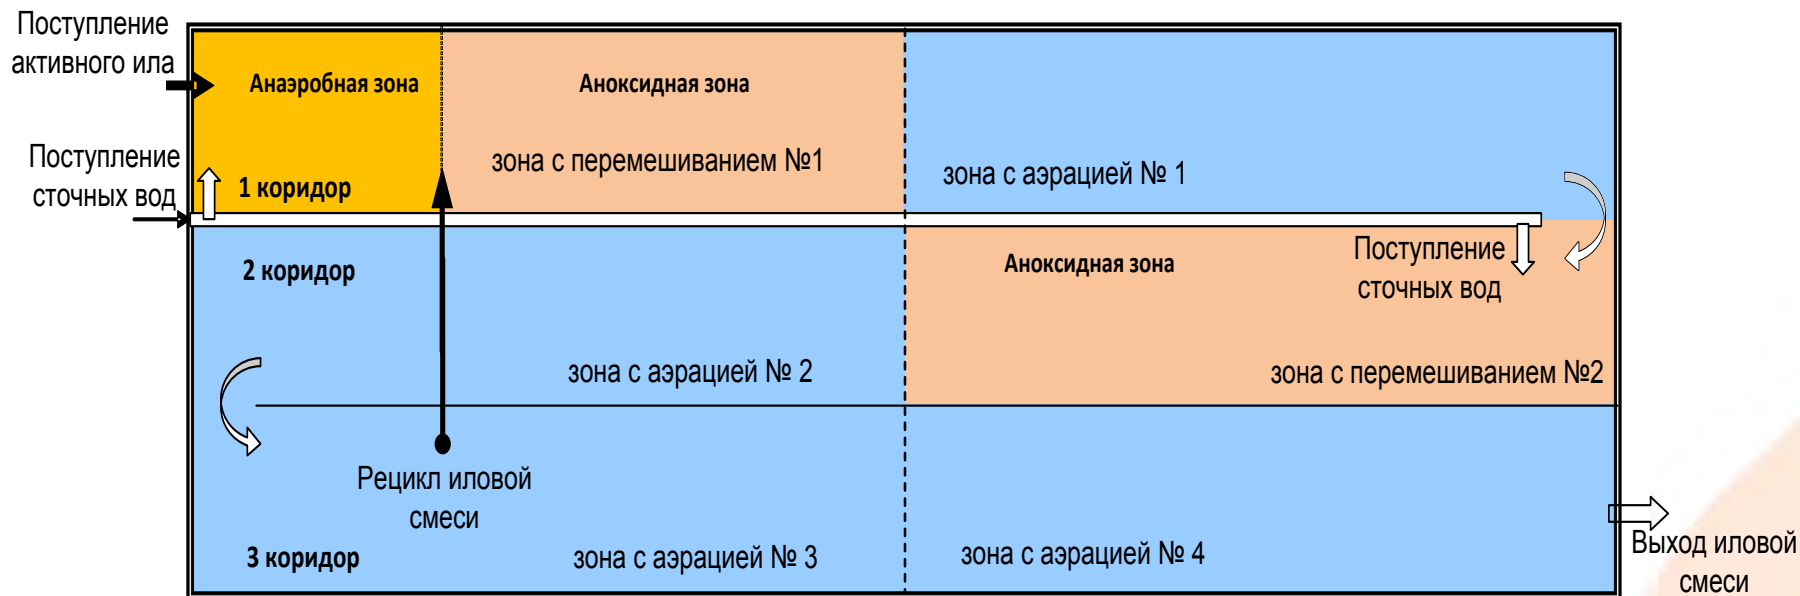 Поступление
активного ила
Анаэробная зона
Аноксидная зона
зона с перемешиванием №1
зона с аэрацией № 1
Поступление
сточных вод
1 коридор
2 коридор
Аноксидная зона
Поступление
сточных вод
зона с аэрацией № 2
зона с перемешиванием №2
Рецикл иловой
смеси
3 коридор
зона с аэрацией № 3
зона с аэрацией № 4
Выход иловой
смеси